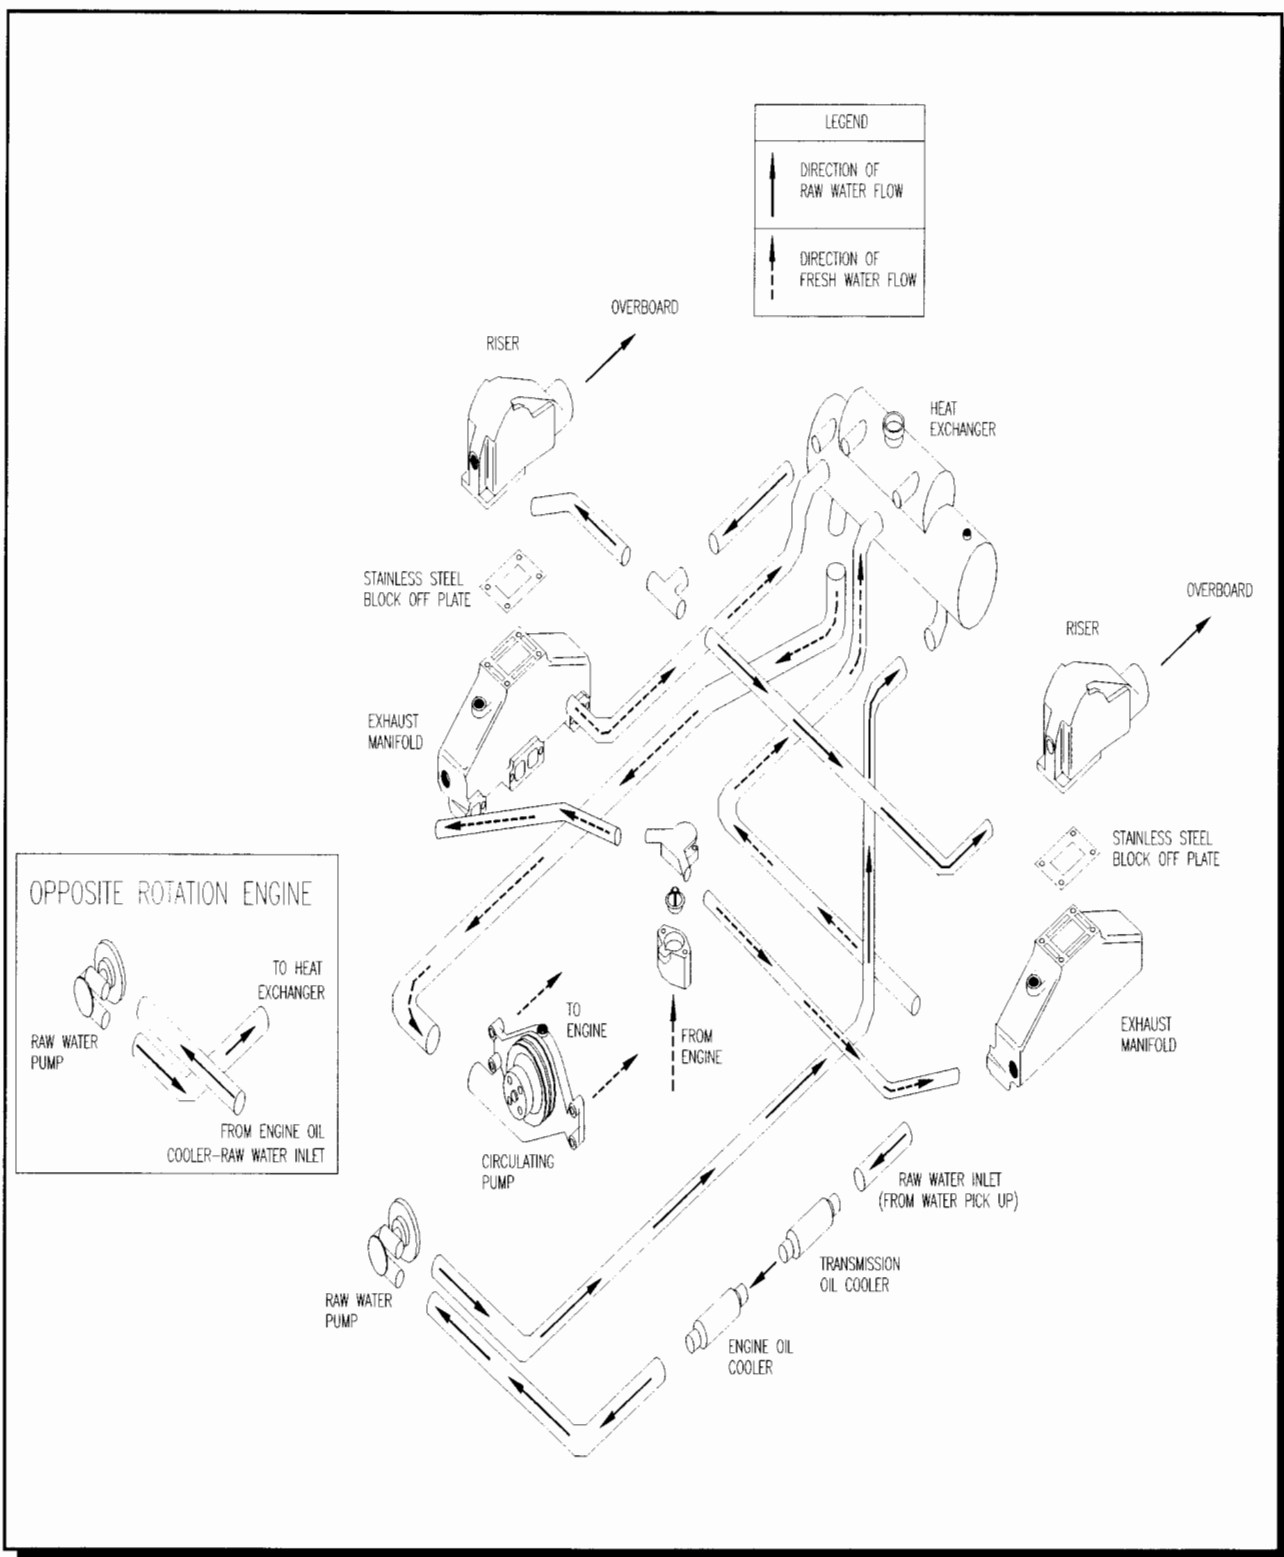 LEGEND
DIRECTION OF
RAW WATER FLOW
DIRECTION OF
FRESH WATER FLOW
OVERBOARD
RISER
HEAT
EXCHANGER
STAINLESS STEEL
BLOCK OFF PLATE
OVERBOARD
RISER
EXHAUST
MANIFOLD
STAINLESS STEEL
BLOCK OFF PLATE
OPPOSITE ROTATION ENGINE
TO HEAT
EXCHANGER
RAW WATER
PUMP
FROM ENGINE OIL
COOLER-RAW WATER INLET
TO
ENGINE
FROM
ENGINE
EXHAUST
MANIFOLD
CIRCULATING
PUMP
RAW WATER INLET
(FROM WATER PICK UP)
TRANSMISSION
OIL COOLER
RAW WATER
PUMP
ENGINE OIL
COOLER